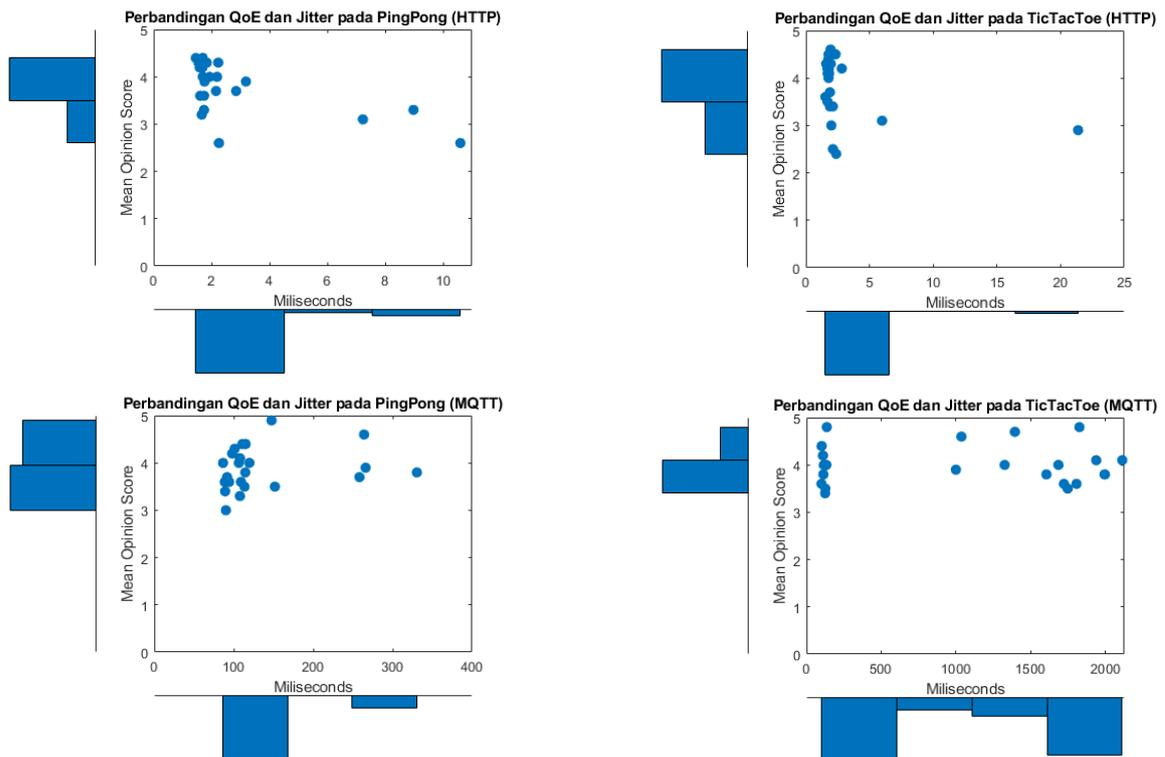 Perbandingan QoE dan Jitter pada PingPong (HTTP)
5
4
3
2
1
0
Mean Opinion Score
0 2 4 6 8 10
Miliseconds
Perbandingan QoE dan Jitter pada TicTacToe (HTTP)
5
4
3
2
1
0
Mean Opinion Score
0 5 10 15 20 25
Miliseconds
Perbandingan QoE dan Jitter pada PingPong (MQTT)
5
4
3
2
1
0
Mean Opinion Score
0 100 200 300 400
Miliseconds
Perbandingan QoE dan Jitter pada TicTacToe (MQTT)
5
4
3
2
1
0
Mean Opinion Score
0 500 1000 1500 2000
Miliseconds